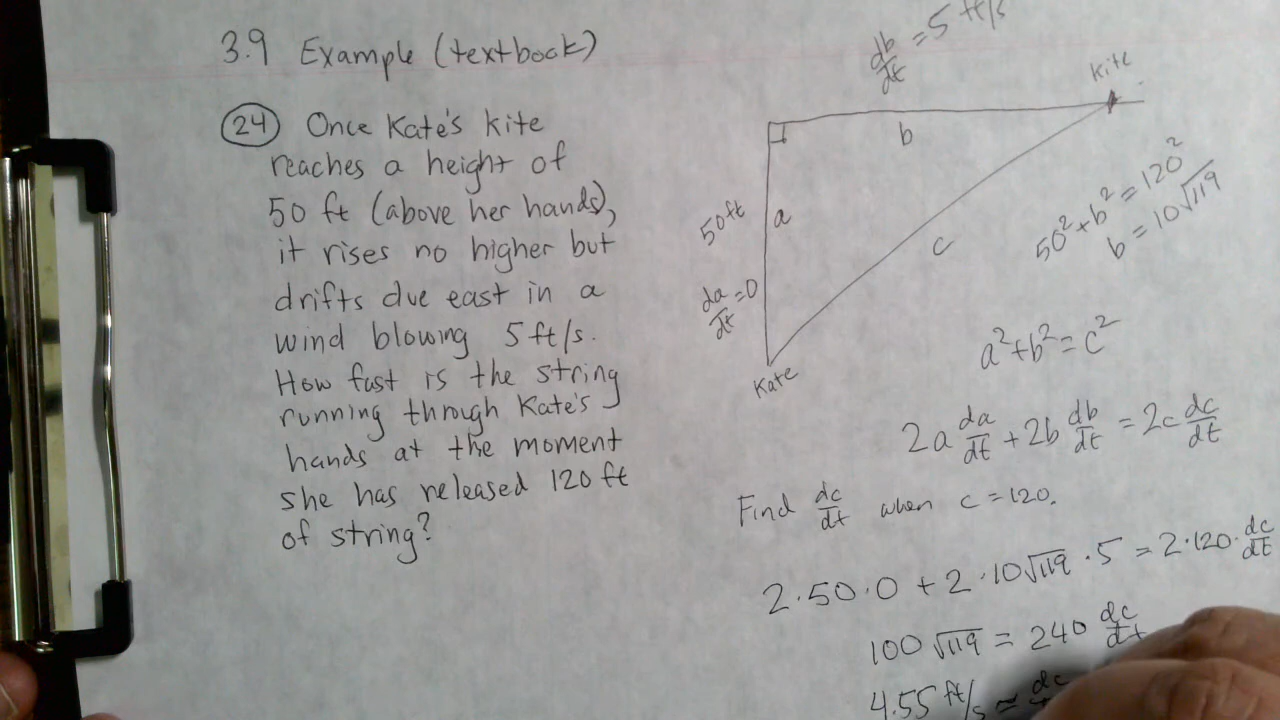 3.9 Example (textbook)
24 Once Kate's kite
reaches a height of
50 ft (above her hands),
it rises no higher but
drifts due east in a
wind blowing 5 ft/s.
How fast is the string
running through Kate's
hands at the moment
she has released 120 ft
of string?
db/dt = 5 ft/s
kite
b
50 ft
a
c
da/dt = 0
Kate
50² + b² = 120²
b = 10√119
a² + b² = c²
2a da/dt + 2b db/dt = 2c dc/dt
Find dc/dt when c = 120.
2·50·0 + 2·10√119·5 = 2·120·dc/dt
100√119 = 240 dc/dt
4.55 ft/s ≈ dc